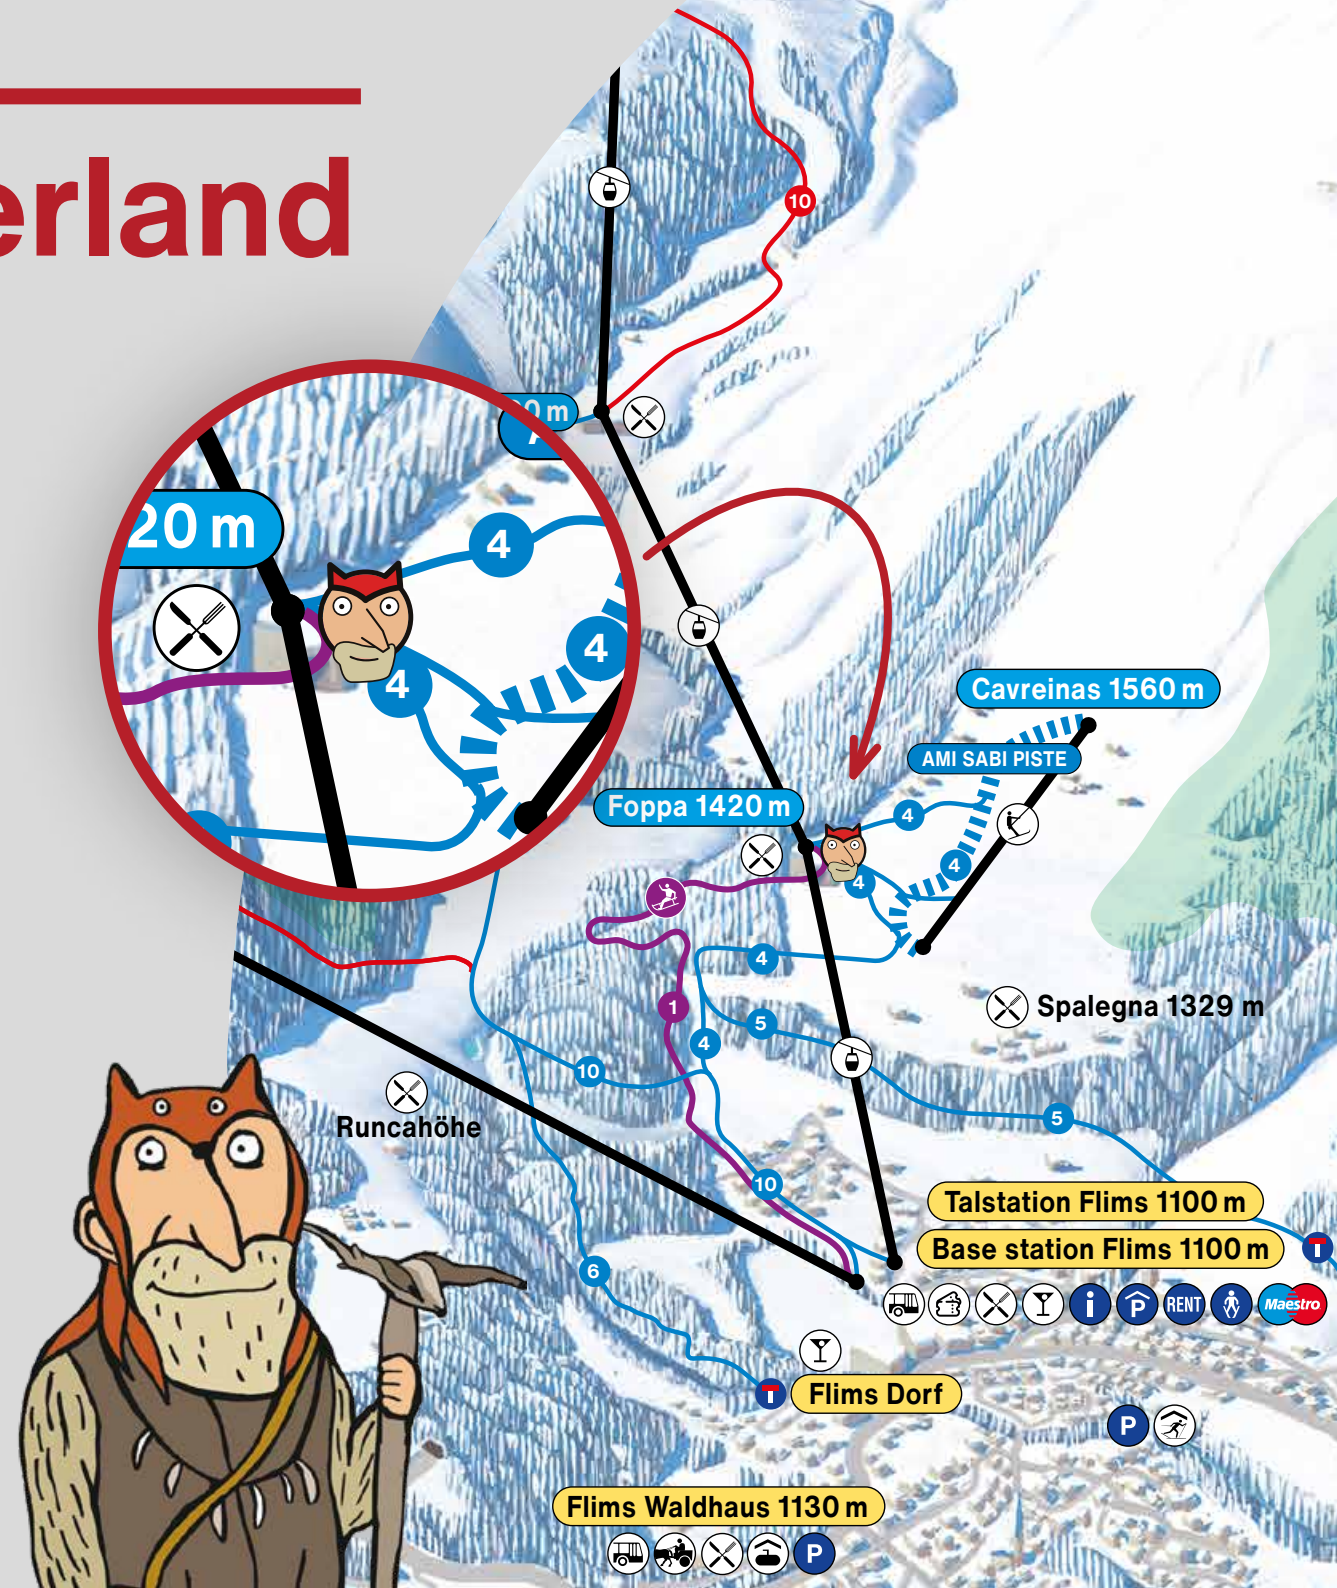 erland
10
0 m
A
20 m
4
4
4
Cavreinas 1560 m
AMI SABI PISTE
Foppa 1420 m
4
4
4
4
1
5
4
Spalegna 1329 m
10
Runcahöhe
5
10
Talstation Flims 1100 m
Base station Flims 1100 m
6
i
P
RENT
Maestro
Flims Dorf
P
Flims Waldhaus 1130 m
P